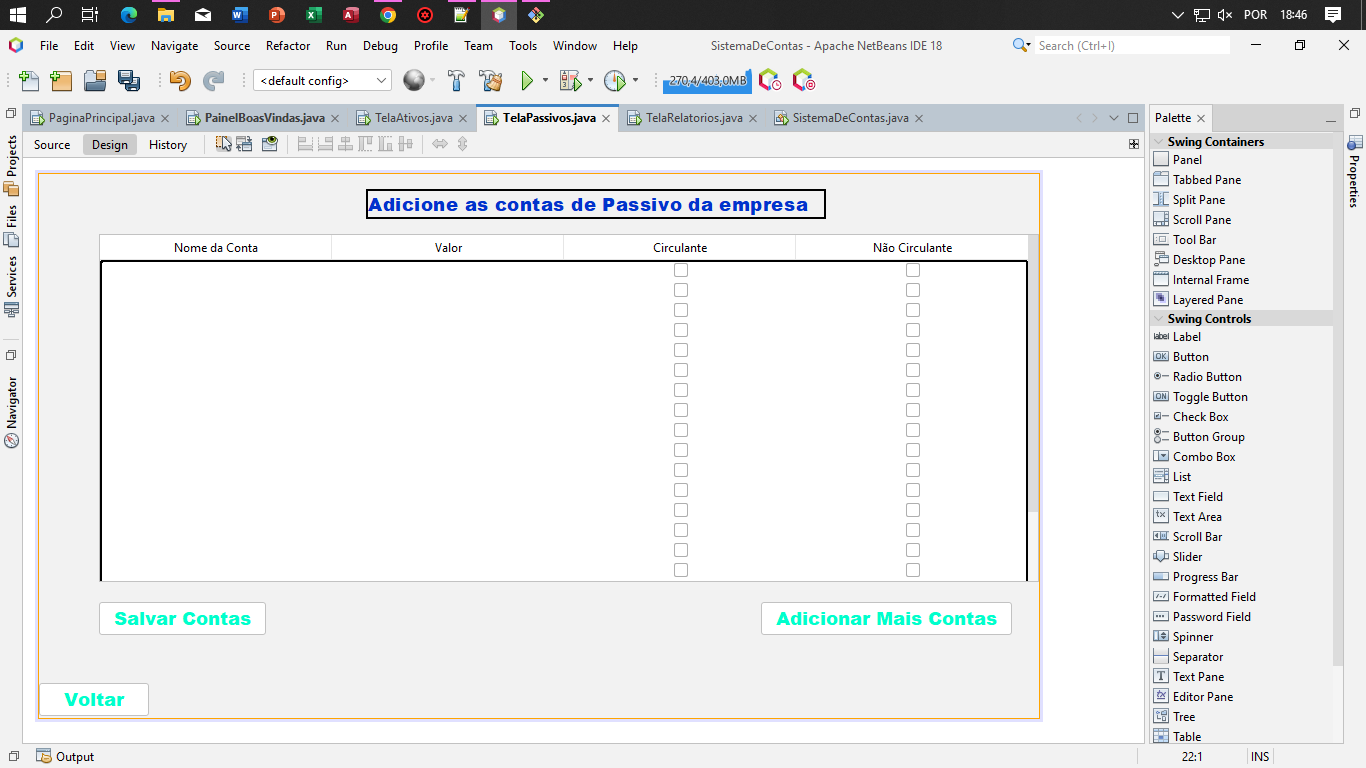 POR 18:46
File Edit View Navigate Source Refactor Run Debug Profile Team Tools Window Help SistemaDeContas - Apache NetBeans IDE 18 Search (Ctrl+I)
<default config> 270,4/403,0MB
PaginaPrincipal.java PainelBoasVindas.java TelaAtivos.java TelaPassivos.java TelaRelatorios.java SistemaDeContas.java
Source Design History
Projects
Files
Services
Navigator
Adicione as contas de Passivo da empresa
Nome da Conta Valor Circulante Não Circulante
Salvar Contas Adicionar Mais Contas
Voltar
Palette
Swing Containers
Panel
Tabbed Pane
Split Pane
Scroll Pane
Tool Bar
Desktop Pane
Internal Frame
Layered Pane
Swing Controls
label Label
OK Button
Radio Button
ON Toggle Button
Check Box
Button Group
Combo Box
List
Text Field
Text Area
Scroll Bar
Slider
Progress Bar
Formatted Field
Password Field
Spinner
Separator
Text Pane
Editor Pane
Tree
Table
Properties
Output 22:1 INS